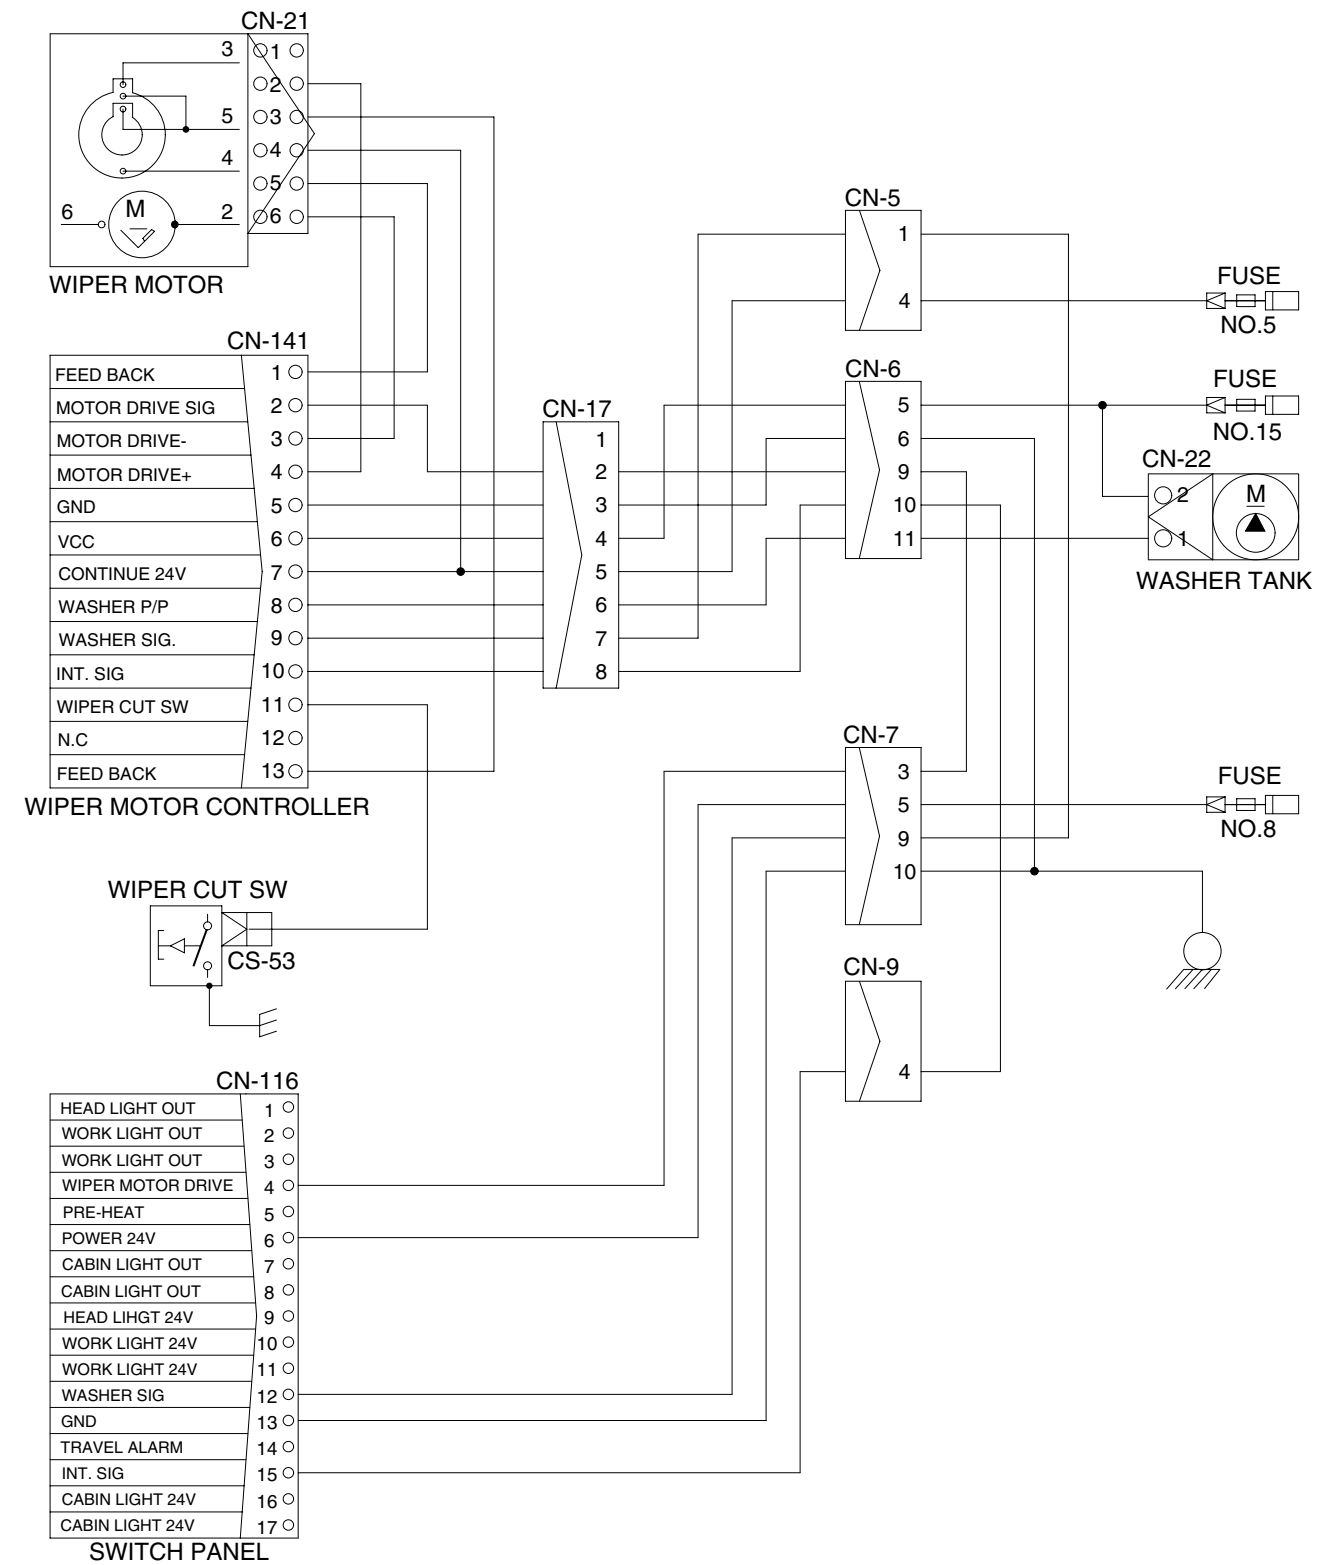 CN-21
3
1
2
5
3
4
4
5
6
M
2
6
WIPER MOTOR
CN-141
FEED BACK 1
MOTOR DRIVE SIG 2
MOTOR DRIVE- 3
MOTOR DRIVE+ 4
GND 5
VCC 6
CONTINUE 24V 7
WASHER P/P 8
WASHER SIG. 9
INT. SIG 10
WIPER CUT SW 11
N.C 12
FEED BACK 13
WIPER MOTOR CONTROLLER
CN-17
1
2
3
4
5
6
7
8
CN-5
1
4
FUSE
NO.5
CN-6
5
6
9
10
11
FUSE
NO.15
CN-22
2
M
1
WASHER TANK
CN-7
3
5
9
10
FUSE
NO.8
CN-9
4
WIPER CUT SW
CS-53
CN-116
HEAD LIGHT OUT 1
WORK LIGHT OUT 2
WORK LIGHT OUT 3
WIPER MOTOR DRIVE 4
PRE-HEAT 5
POWER 24V 6
CABIN LIGHT OUT 7
CABIN LIGHT OUT 8
HEAD LIHGT 24V 9
WORK LIGHT 24V 10
WORK LIGHT 24V 11
WASHER SIG 12
GND 13
TRAVEL ALARM 14
INT. SIG 15
CABIN LIGHT 24V 16
CABIN LIGHT 24V 17
SWITCH PANEL